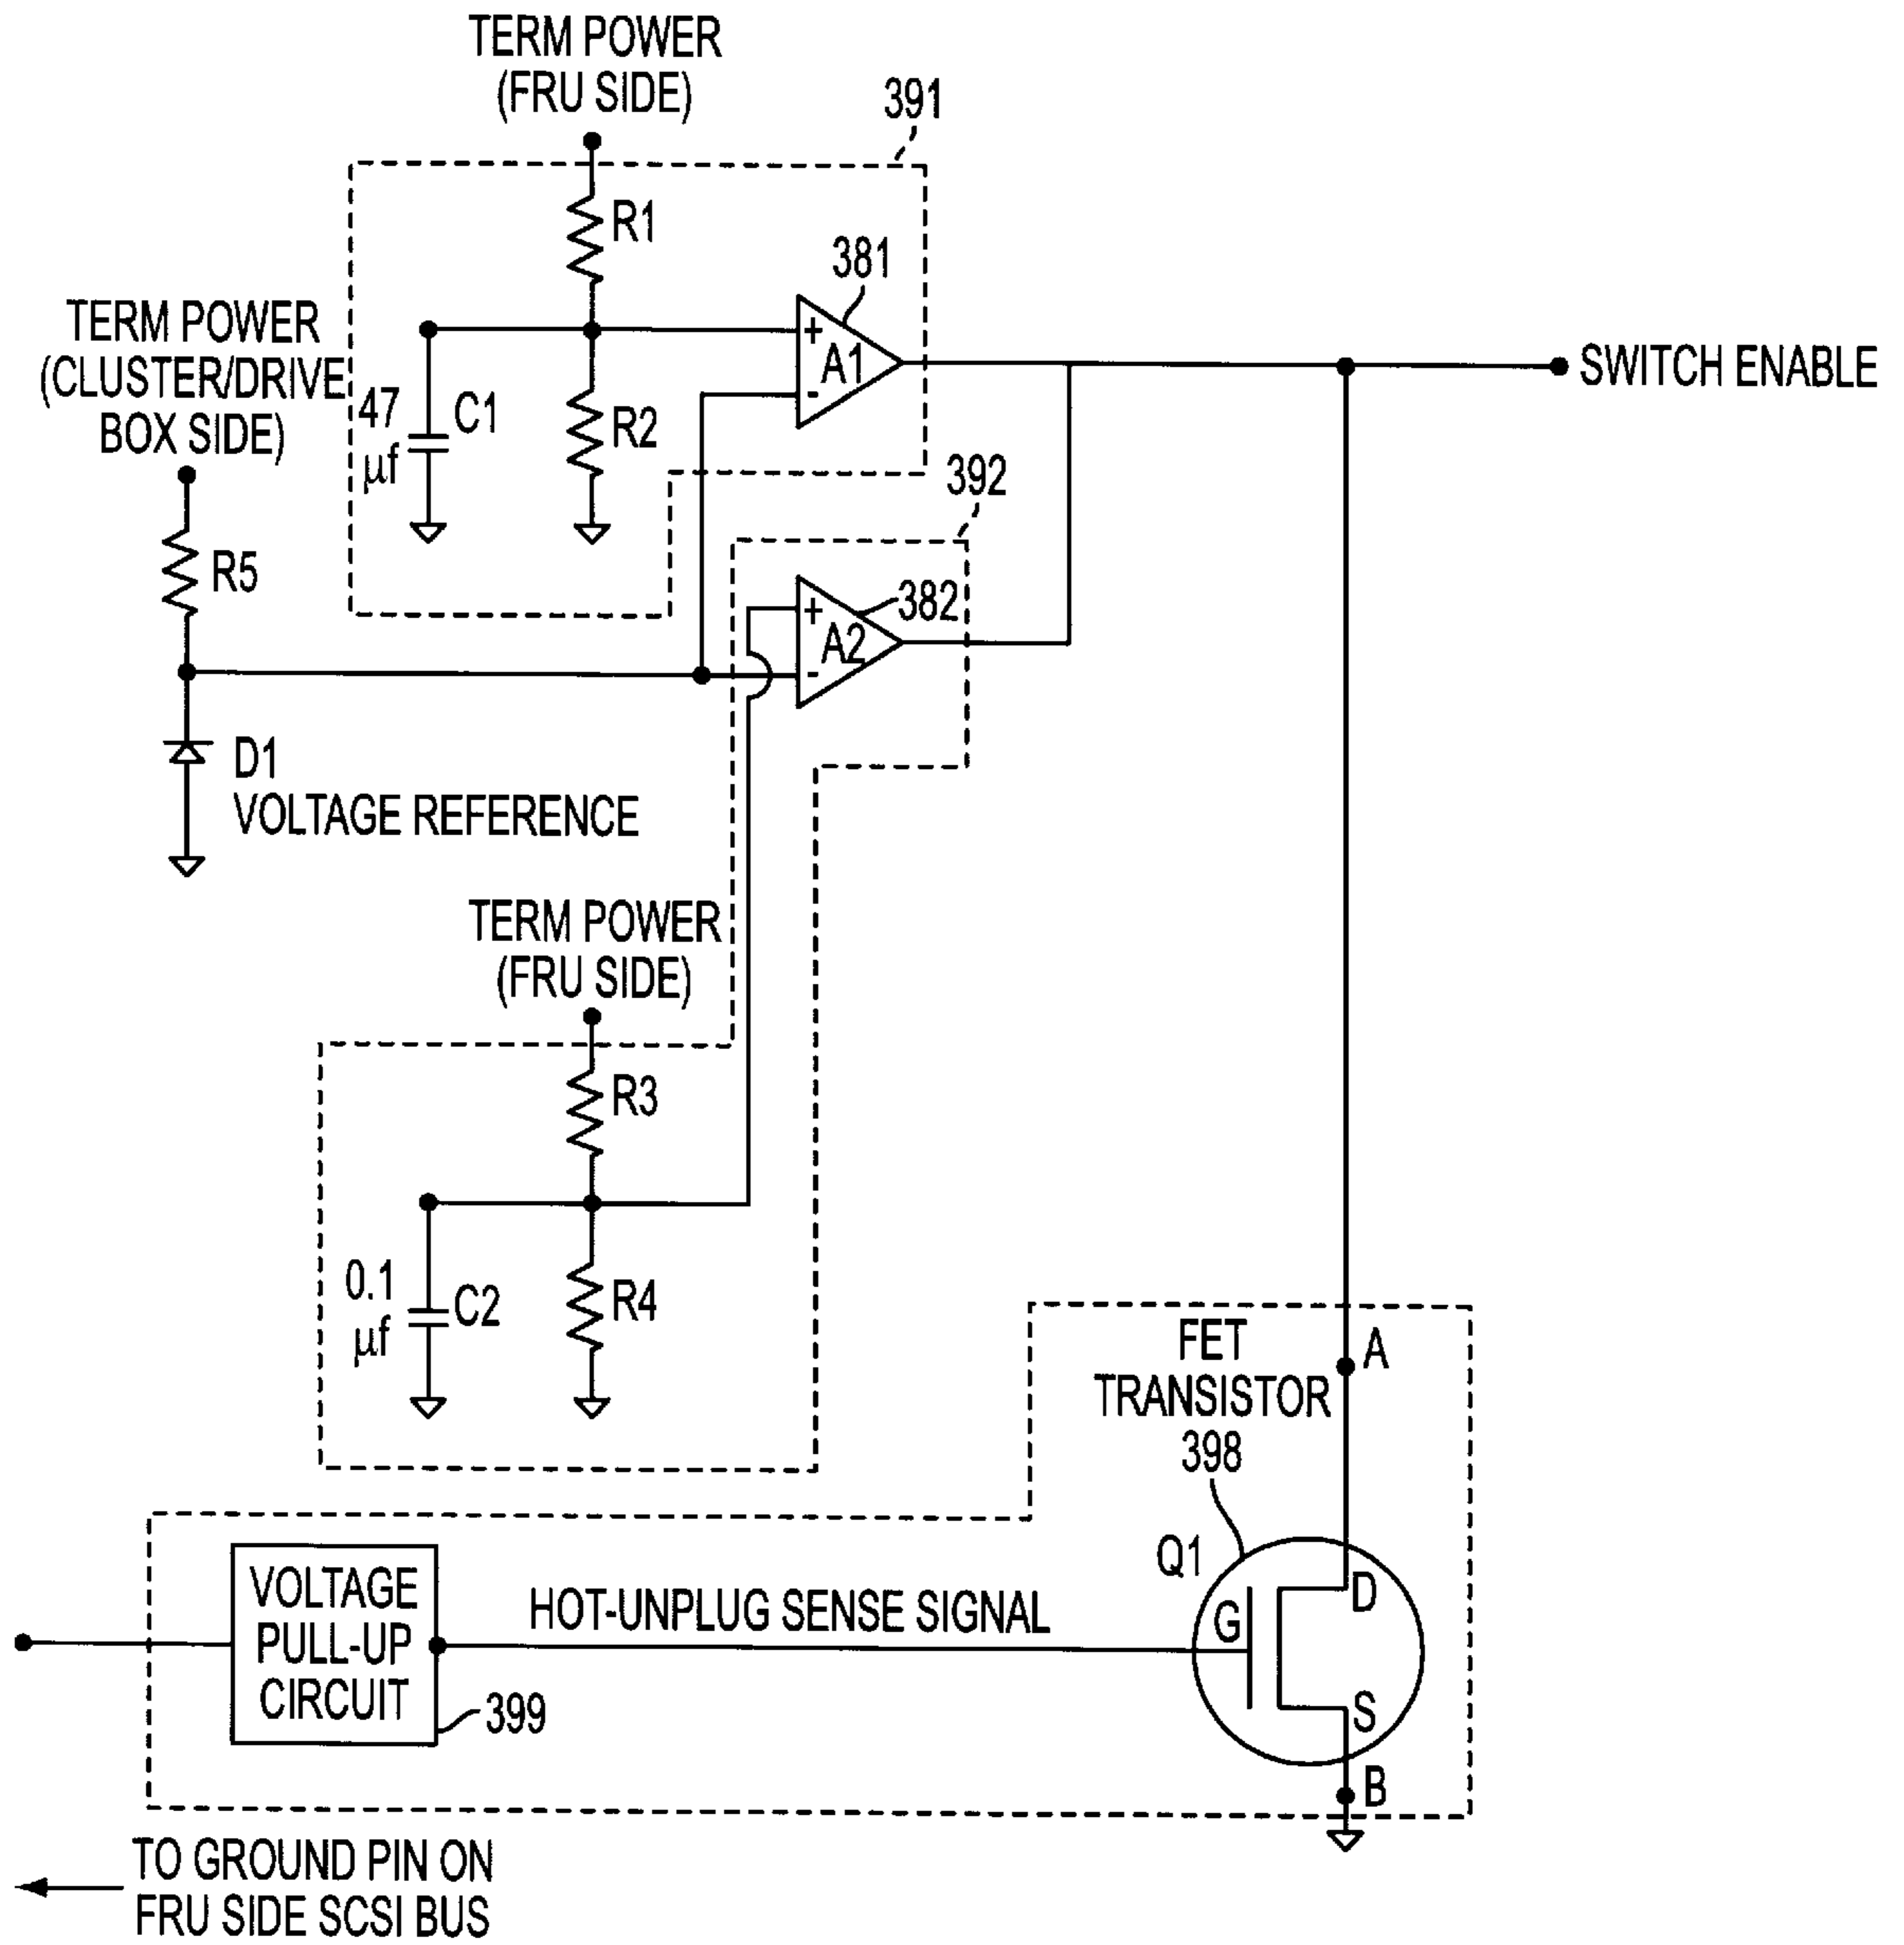 TERM POWER
(FRU SIDE)
391
R1
381
TERM POWER
(CLUSTER/DRIVE
BOX SIDE)
+
A1
-
SWITCH ENABLE
47
µf
C1
R2
392
R5
+
382
A2
-
D1
VOLTAGE REFERENCE
TERM POWER
(FRU SIDE)
R3
0.1
µf
C2
R4
FET
TRANSISTOR
398
A
Q1
VOLTAGE
PULL-UP
CIRCUIT
HOT-UNPLUG SENSE SIGNAL
G
D
S
399
B
TO GROUND PIN ON
FRU SIDE SCSI BUS